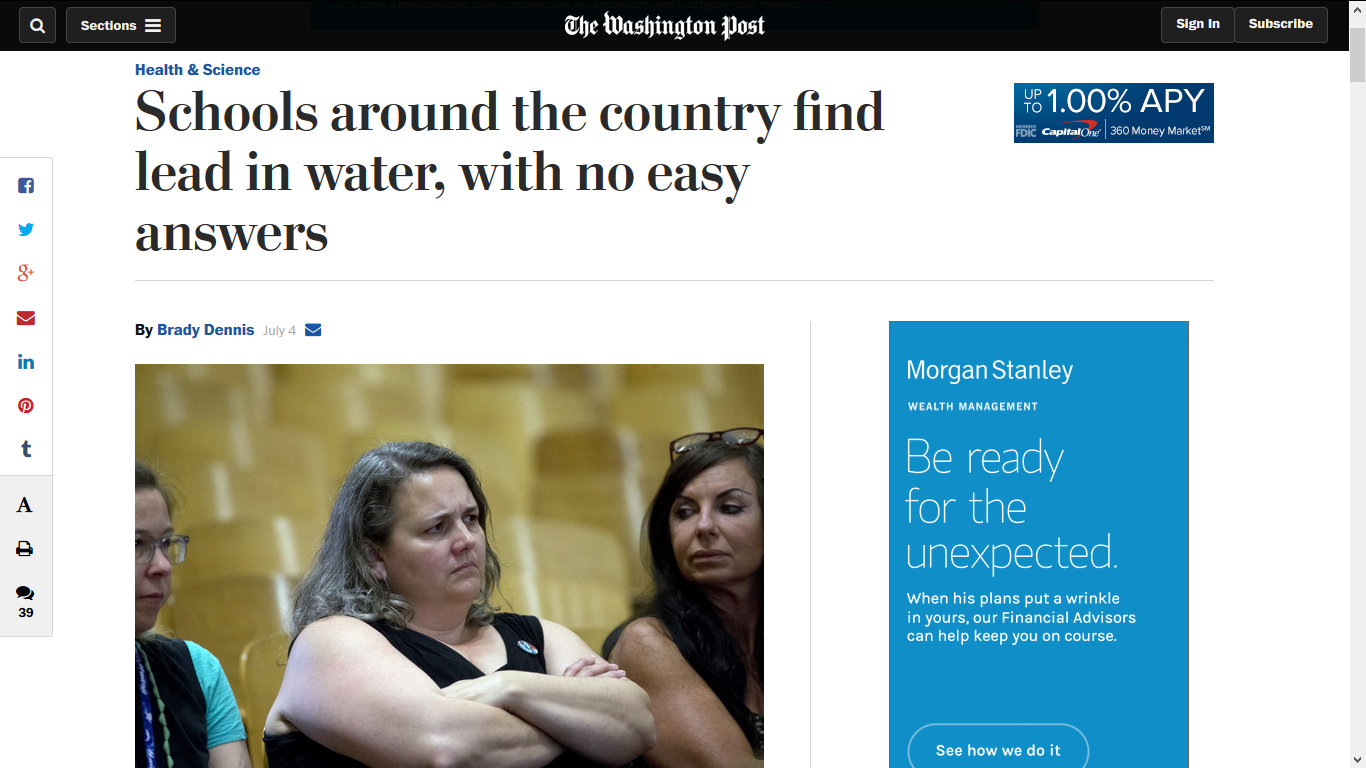 Sections
The Washington Post
Sign In
Subscribe
Health & Science
Schools around the country find
lead in water, with no easy
answers
UP TO 1.00% APY
MEMBER FDIC
Capital One
360 Money Market℠
By Brady Dennis July 4
g+
in
t
A
39
Morgan Stanley
WEALTH MANAGEMENT
Be ready
for the
unexpected.
When his plans put a wrinkle
in yours, our Financial Advisors
can help keep you on course.
See how we do it